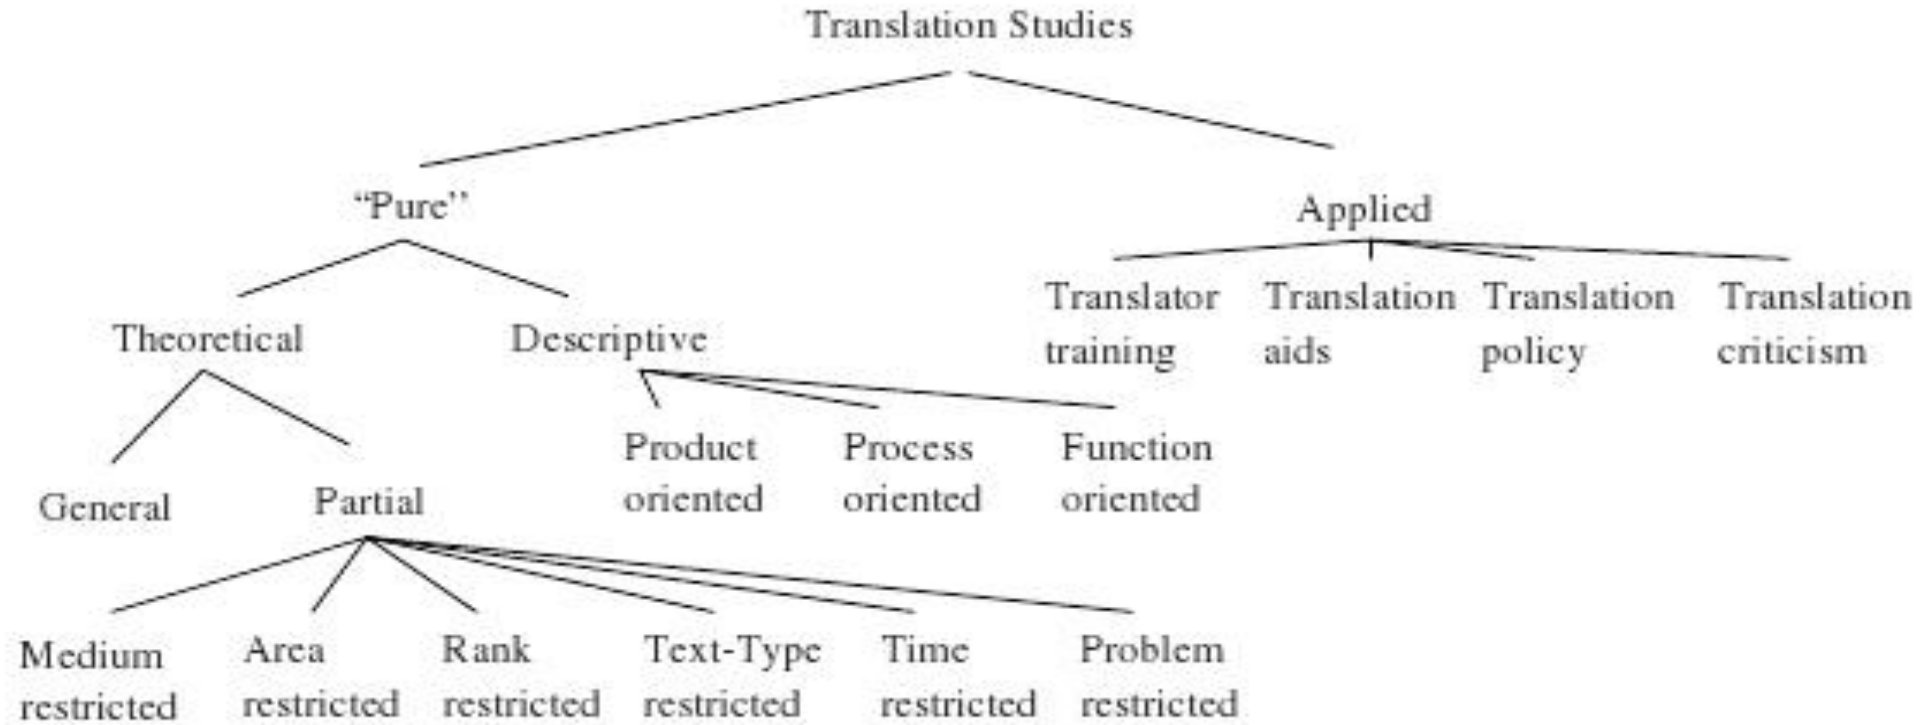 Translation Studies
“Pure”
Applied
Theoretical
Descriptive
Translator
training
Translation
aids
Translation
policy
Translation
criticism
General
Partial
Product
oriented
Process
oriented
Function
oriented
Medium
restricted
Area
restricted
Rank
restricted
Text-Type
restricted
Time
restricted
Problem
restricted